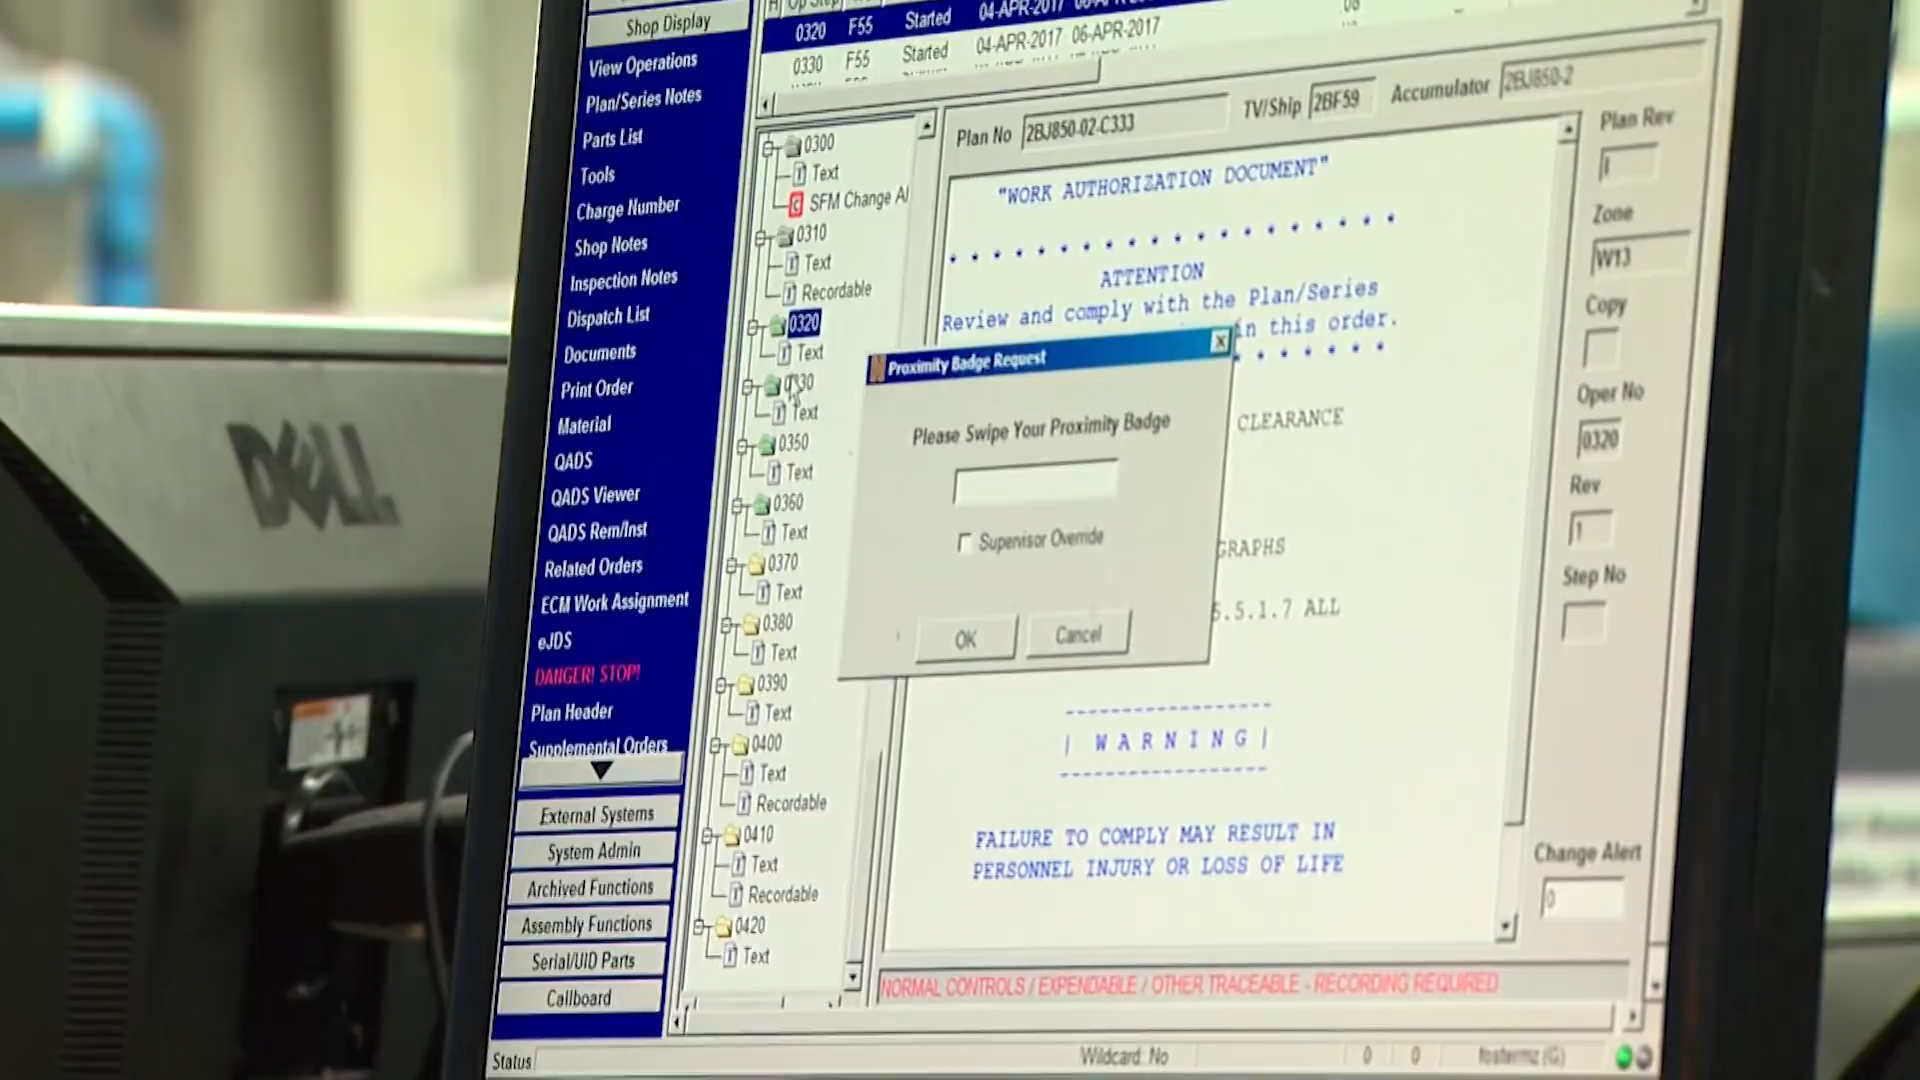 Shop Display
View Operations
Plan/Series Notes
Parts List
Tools
Charge Number
Shop Notes
Inspection Notes
Dispatch List
Documents
Print Order
Material
QADS
QADS Viewer
QADS Rem/Inst
Related Orders
ECM Work Assignment
eJDS
DANGER! STOP!
Plan Header
Supplemental Orders
External Systems
System Admin
Archived Functions
Assembly Functions
Serial/UID Parts
Callboard
Status
H Op Step
0320 F55 Started 04-APR-2017
0330 F55 Started 04-APR-2017 06-APR-2017
0300
Text
SFM Change Al
0310
Text
Recordable
0320
Text
0330
Text
0350
Text
0360
Text
0370
Text
0380
Text
0390
Text
0400
Text
Recordable
0410
Text
Recordable
0420
Text
Plan No 2BJ850-02-C333 TV/Ship 2BF59 Accumulator 2BJ850-2
"WORK AUTHORIZATION DOCUMENT"
* * * * * * * * * * * * * * * * *
ATTENTION
Review and comply with the Plan/Series
in this order.
* * * * * *
CLEARANCE
GRAPHS
5.5.1.7 ALL
| W A R N I N G |
FAILURE TO COMPLY MAY RESULT IN
PERSONNEL INJURY OR LOSS OF LIFE
Proximity Badge Request
Please Swipe Your Proximity Badge
Supervisor Override
OK Cancel
Plan Rev
Zone
W13
Copy
Oper No
0320
Rev
1
Step No
Change Alert
0
NORMAL CONTROLS / EXPENDABLE / OTHER TRACEABLE - RECORDING REQUIRED
Wildcard: No 0 0 fostermz (G)
DELL